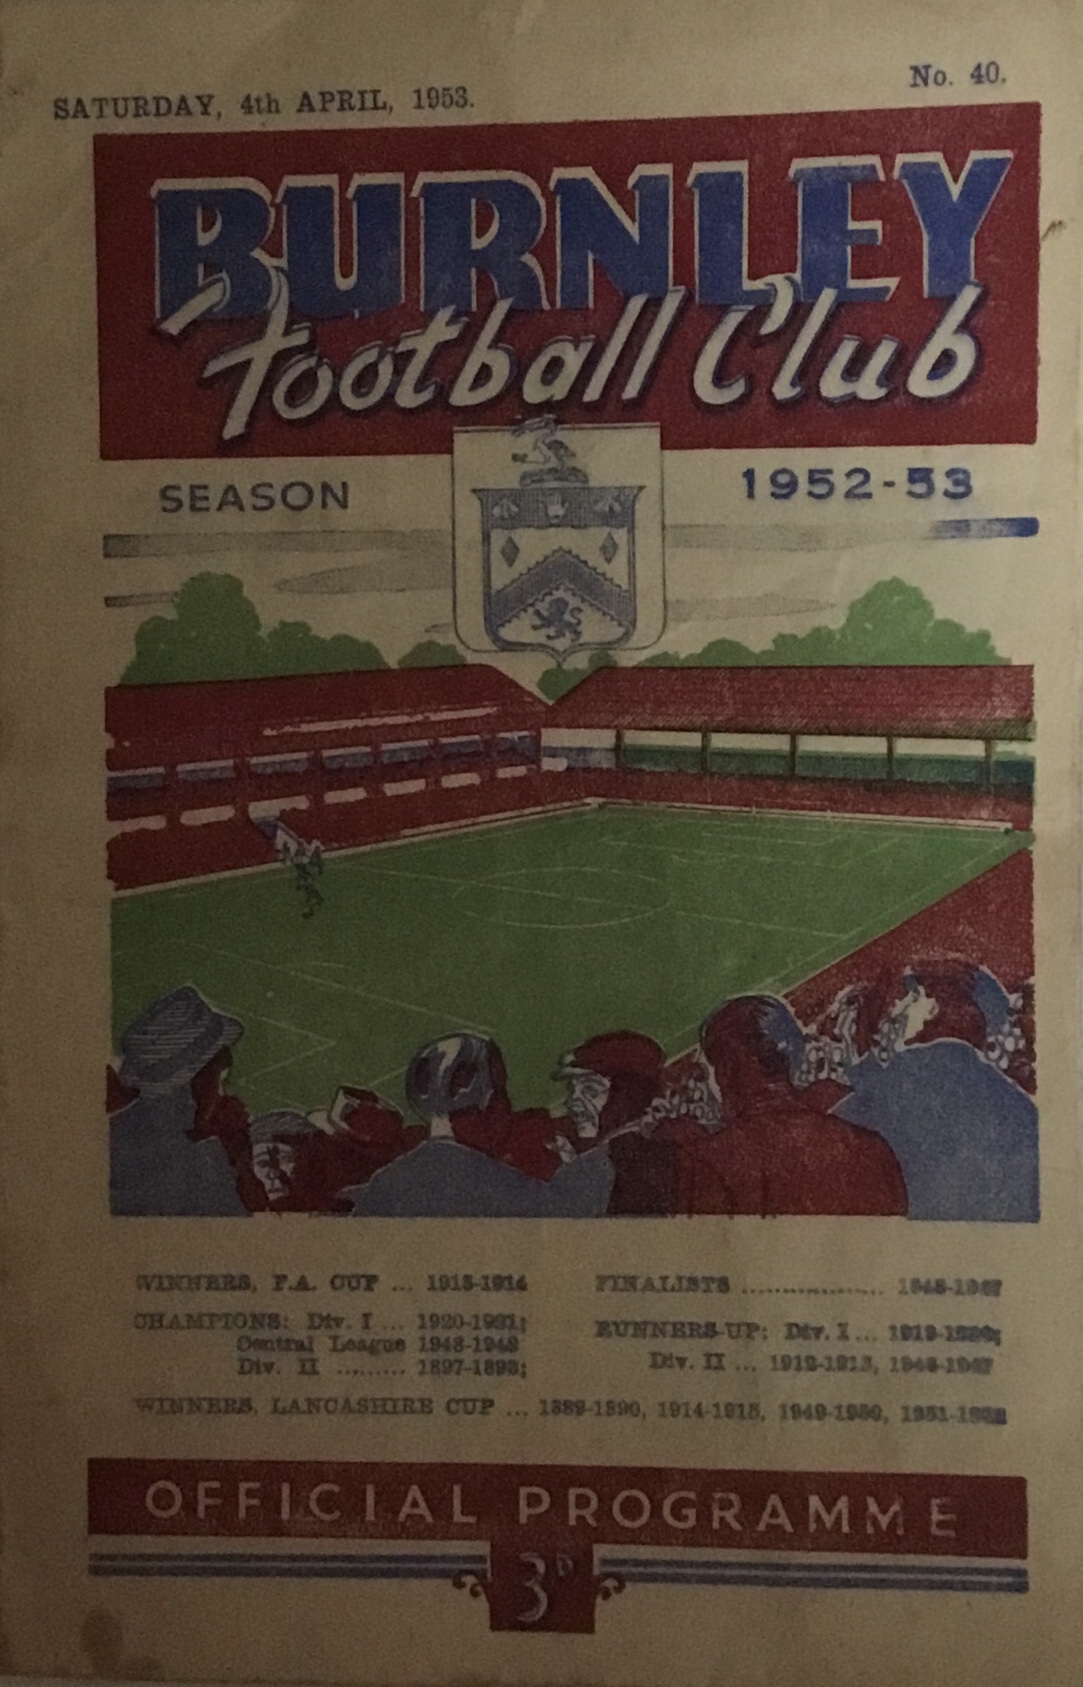 No. 40.
SATURDAY, 4th APRIL, 1953.
BURNLEY
Football Club
SEASON 1952-53
WINNERS, F.A. CUP ... 1913-1914 FINALISTS .................. 1946-1947
CHAMPIONS: Div. I ... 1920-1921; RUNNERS-UP: Div. I ... 1919-1920;
Central League 1948-1949
Div. II ......... 1897-1898; Div. II ... 1912-1913, 1946-1947
WINNERS, LANCASHIRE CUP ... 1889-1890, 1914-1915, 1949-1950, 1951-1952
OFFICIAL PROGRAMME
3D